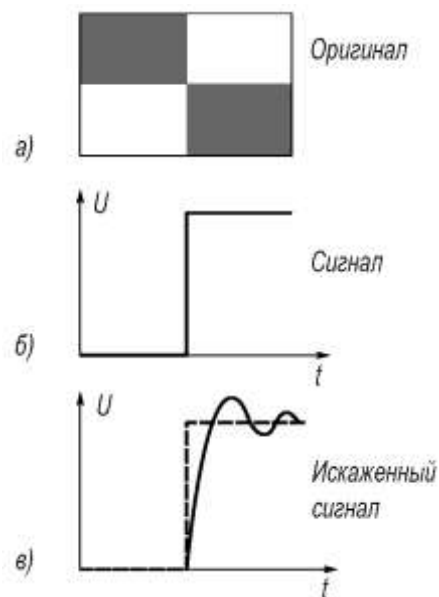 Оригинал
а)
U
Сигнал
б)
t
U
Искаженный
сигнал
в)
t